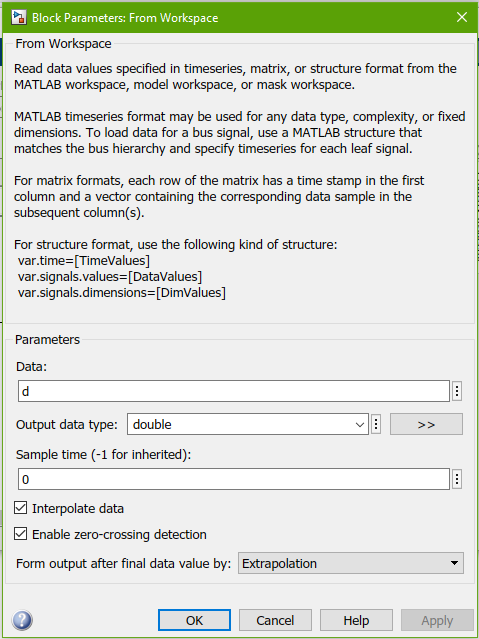 Block Parameters: From Workspace
From Workspace
Read data values specified in timeseries, matrix, or structure format from the
MATLAB workspace, model workspace, or mask workspace.
MATLAB timeseries format may be used for any data type, complexity, or fixed
dimensions. To load data for a bus signal, use a MATLAB structure that
matches the bus hierarchy and specify timeseries for each leaf signal.
For matrix formats, each row of the matrix has a time stamp in the first
column and a vector containing the corresponding data sample in the
subsequent column(s).
For structure format, use the following kind of structure:
var.time=[TimeValues]
var.signals.values=[DataValues]
var.signals.dimensions=[DimValues]
Parameters
Data:
d
Output data type: double >>
Sample time (-1 for inherited):
0
Interpolate data
Enable zero-crossing detection
Form output after final data value by: Extrapolation
? OK Cancel Help Apply